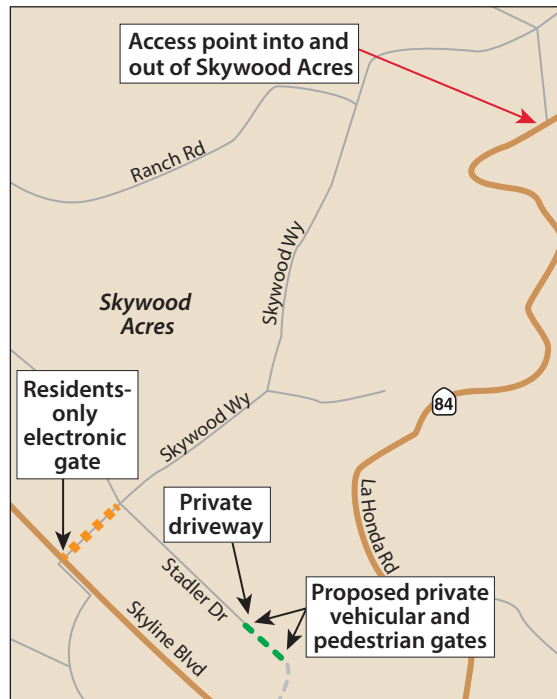 Access point into and
out of Skywood Acres
Ranch Rd
Skywood Wy
Skywood
Acres
Residents-
only
electronic
gate
Skywood Wy
84
La Honda Rd
Private
driveway
Stadler Dr
Proposed private
vehicular and
pedestrian gates
Skyline Blvd